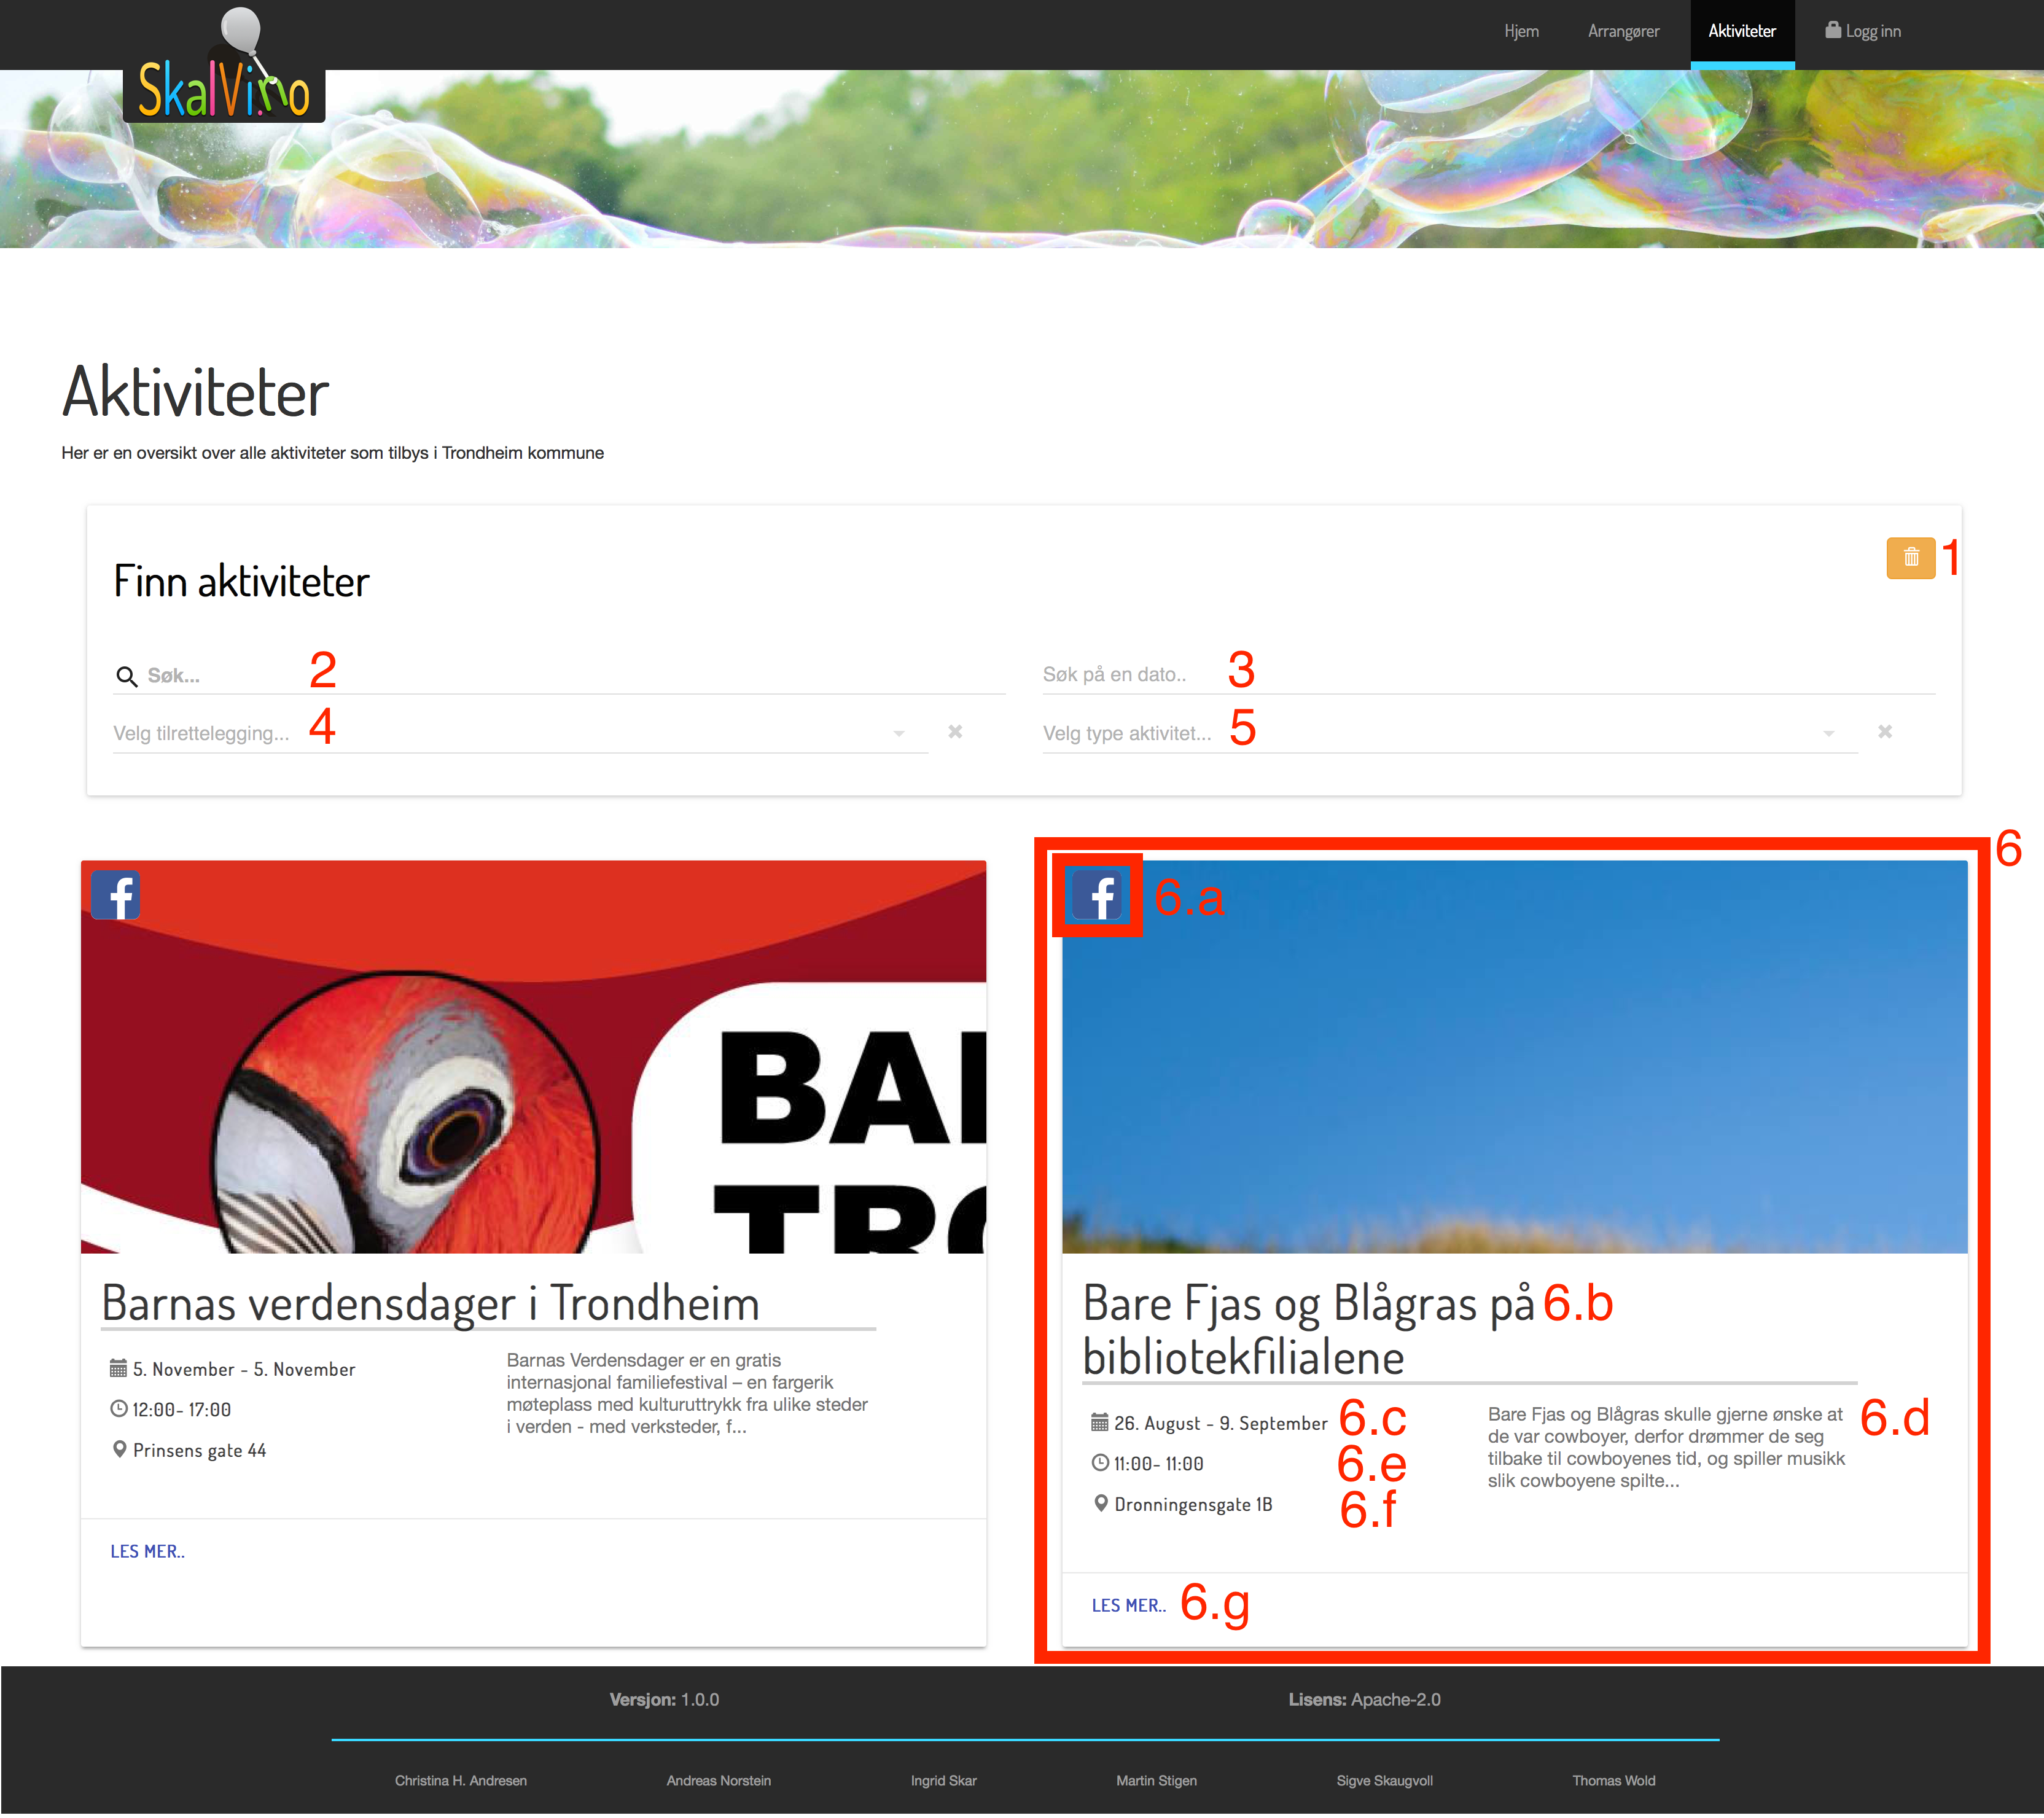 SkalVi.no
Hjem
Arrangører
Aktiviteter
Logg inn
Aktiviteter
Her er en oversikt over alle aktiviteter som tilbys i Trondheim kommune
1
Finn aktiviteter
Søk... 2
Søk på en dato.. 3
Velg tilrettelegging... 4
Velg type aktivitet... 5
6
f
BAI
Barnas verdensdager i Trondheim
5. November - 5. November
12:00- 17:00
Prinsens gate 44
Barnas Verdensdager er en gratis
internasjonal familiefestival – en fargerik
møteplass med kulturuttrykk fra ulike steder
i verden - med verksteder, f...
LES MER..
f 6.a
Bare Fjas og Blågras på 6.b
bibliotekfilialene
26. August - 9. September 6.c
11:00- 11:00 6.e
Dronningensgate 1B 6.f
Bare Fjas og Blågras skulle gjerne ønske at 6.d
de var cowboyer, derfor drømmer de seg
tilbake til cowboyenes tid, og spiller musikk
slik cowboyene spilte...
LES MER.. 6.g
Versjon: 1.0.0
Lisens: Apache-2.0
Christina H. Andresen
Andreas Norstein
Ingrid Skar
Martin Stigen
Sigve Skaugvoll
Thomas Wold